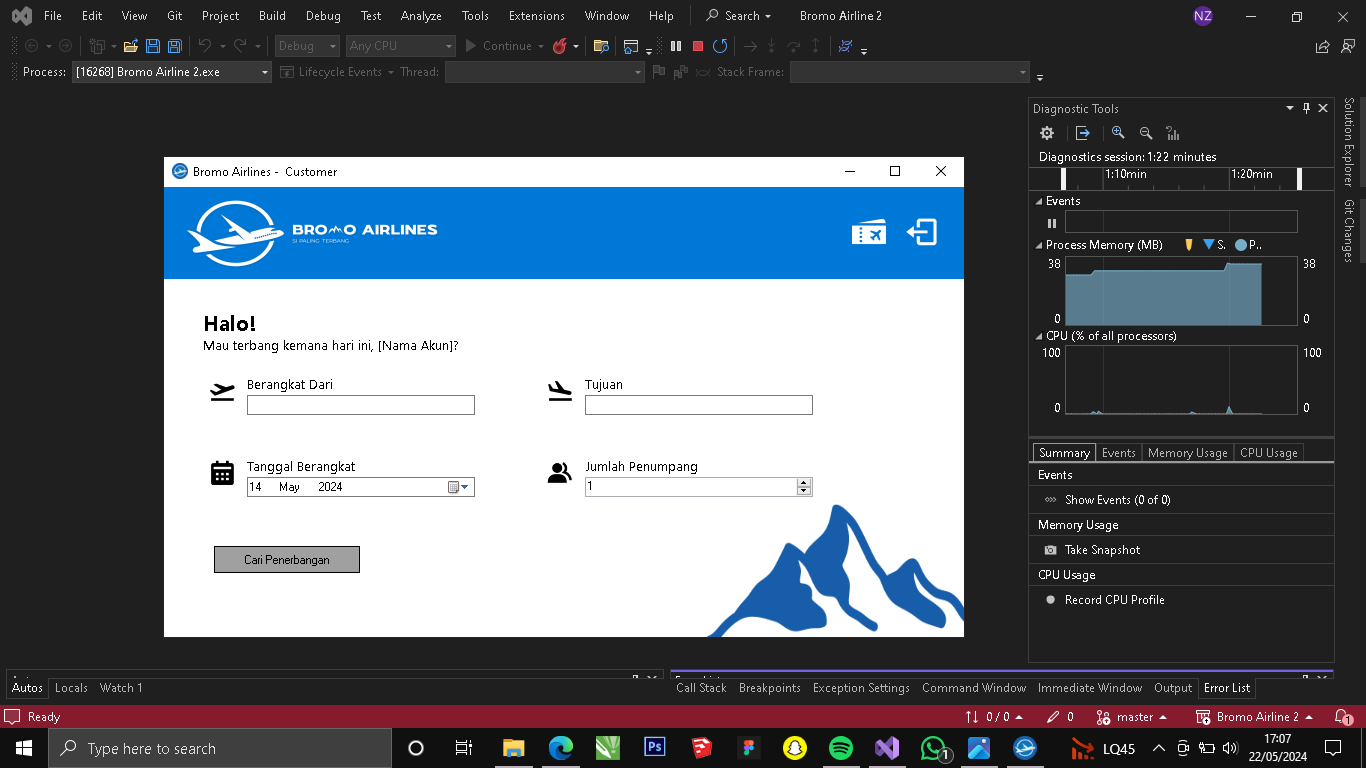 File Edit View Git Project Build Debug Test Analyze Tools Extensions Window Help Search Bromo Airline 2 NZ
Debug Any CPU Continue
Process: [16268] Bromo Airline 2.exe Lifecycle Events Thread: Stack Frame:
Diagnostic Tools
Diagnostics session: 1:22 minutes
1:10min 1:20min
Events
Process Memory (MB) S. P..
38 38
0 0
CPU (% of all processors)
100 100
0 0
Summary Events Memory Usage CPU Usage
Events
Show Events (0 of 0)
Memory Usage
Take Snapshot
CPU Usage
Record CPU Profile
Solution Explorer
Git Changes
Bromo Airlines - Customer
BROMO AIRLINES
SI PALING TERBANG
Halo!
Mau terbang kemana hari ini, [Nama Akun]?
Berangkat Dari Tujuan
Tanggal Berangkat Jumlah Penumpang
14 May 2024 1
Cari Penerbangan
Autos Locals Watch 1
Call Stack Breakpoints Exception Settings Command Window Immediate Window Output Error List
Ready 0 / 0 0 master Bromo Airline 2 1
Type here to search
Ps
1
LQ45
17:07
22/05/2024